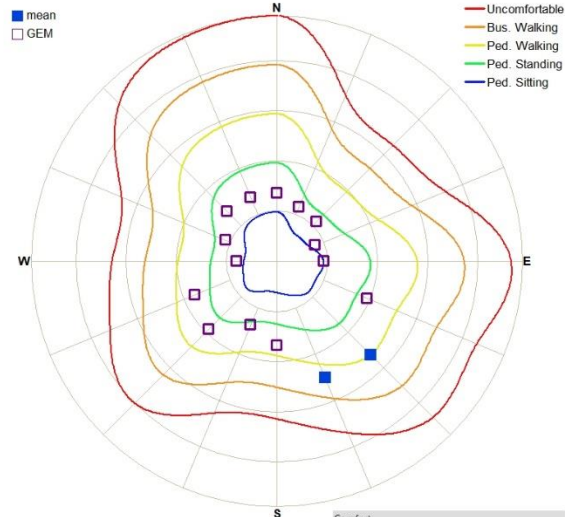 N
mean
GEM
Uncomfortable
Bus. Walking
Ped. Walking
Ped. Standing
Ped. Sitting
W
E
S